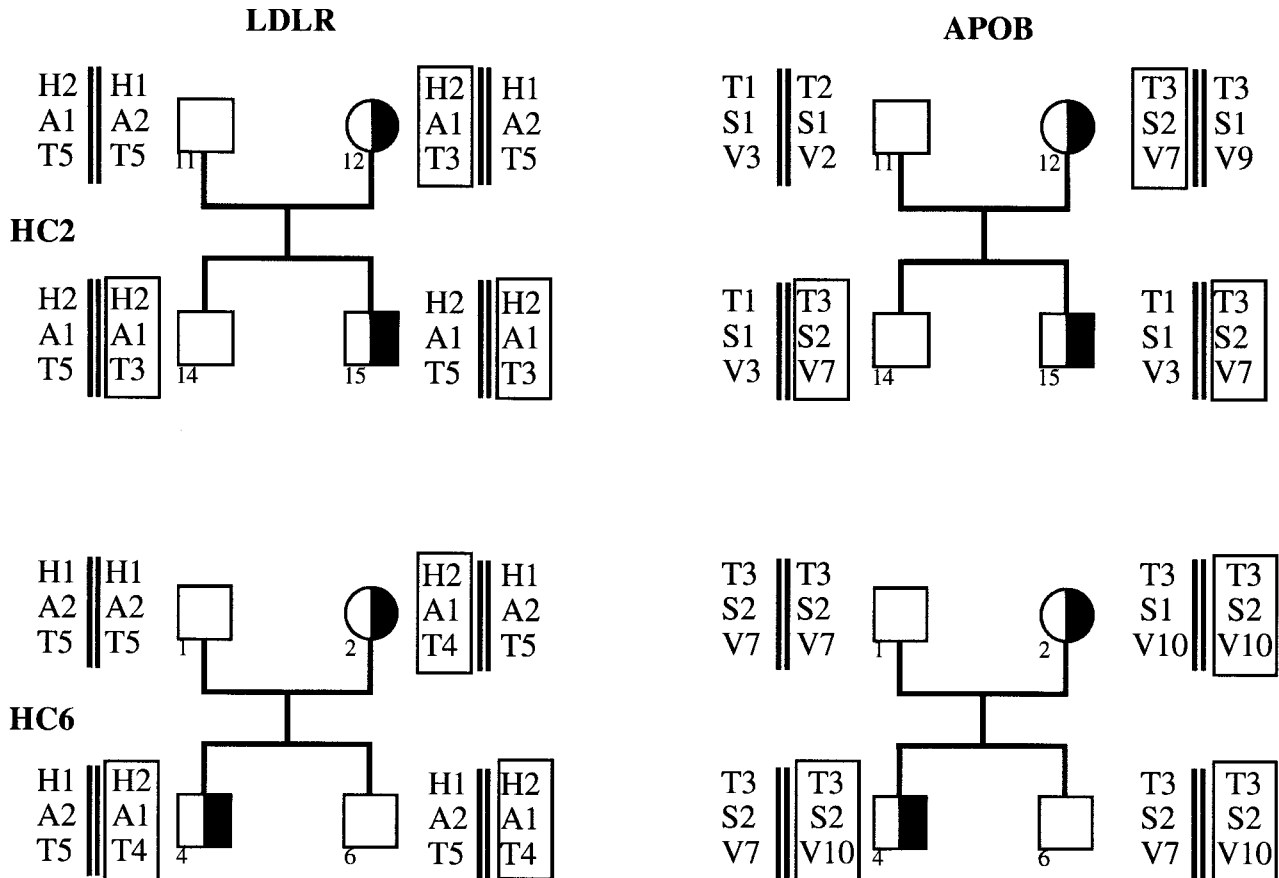 LDLR
APOB
H2 H1 H2 H1
A1 A2 A1 A2
T5 T5 T3 T5
11 12
T1 T2 T3 T3
S1 S1 S2 S1
V3 V2 V7 V9
11 12
HC2
H2 H2 H2 H2
A1 A1 A1 A1
T5 T3 T5 T3
14 15
T1 T3 T1 T3
S1 S2 S1 S2
V3 V7 V3 V7
14 15
H1 H1 H2 H1
A2 A2 A1 A2
T5 T5 T4 T5
1 2
T3 T3 T3 T3
S2 S2 S1 S2
V7 V7 V10 V10
1 2
HC6
H1 H2 H1 H2
A2 A1 A2 A1
T5 T4 T5 T4
4 6
T3 T3 T3 T3
S2 S2 S2 S2
V7 V10 V7 V10
4 6